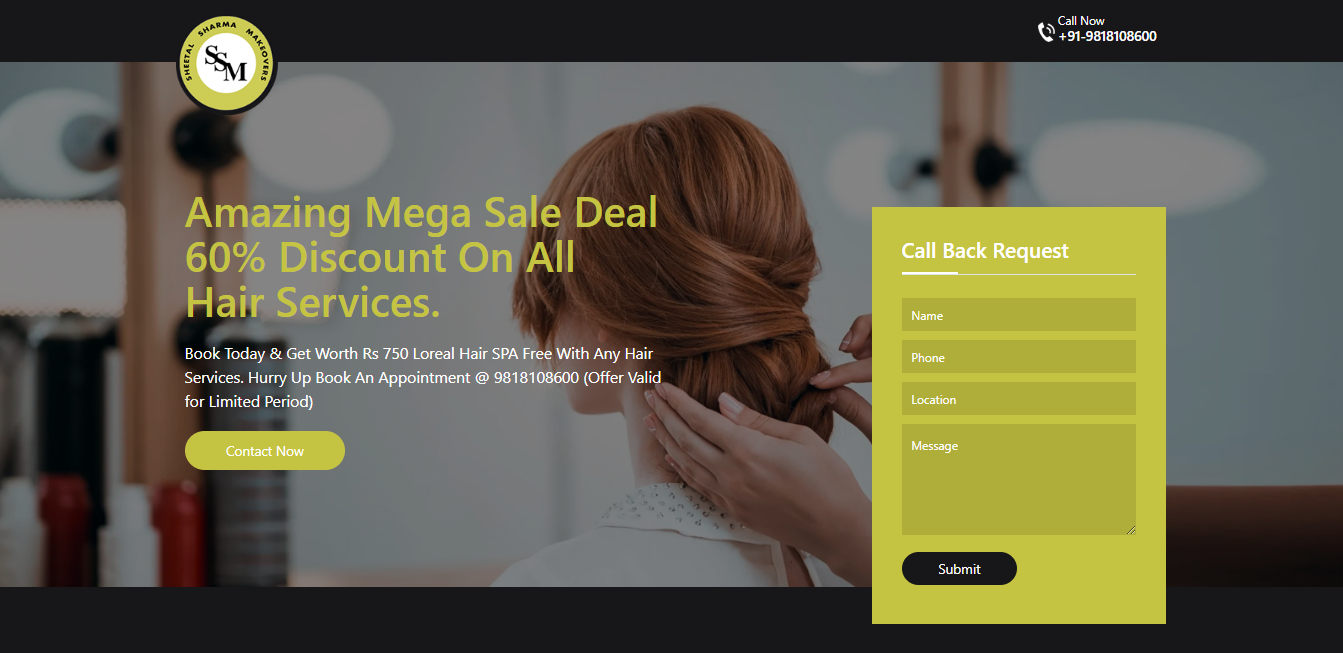 SHEETAL SHARMA MAKEOVERS
SSM
Call Now
+91-9818108600
Amazing Mega Sale Deal
60% Discount On All
Hair Services.
Book Today & Get Worth Rs 750 Loreal Hair SPA Free With Any Hair
Services. Hurry Up Book An Appointment @ 9818108600 (Offer Valid
for Limited Period)
Contact Now
Call Back Request
Name
Phone
Location
Message
Submit